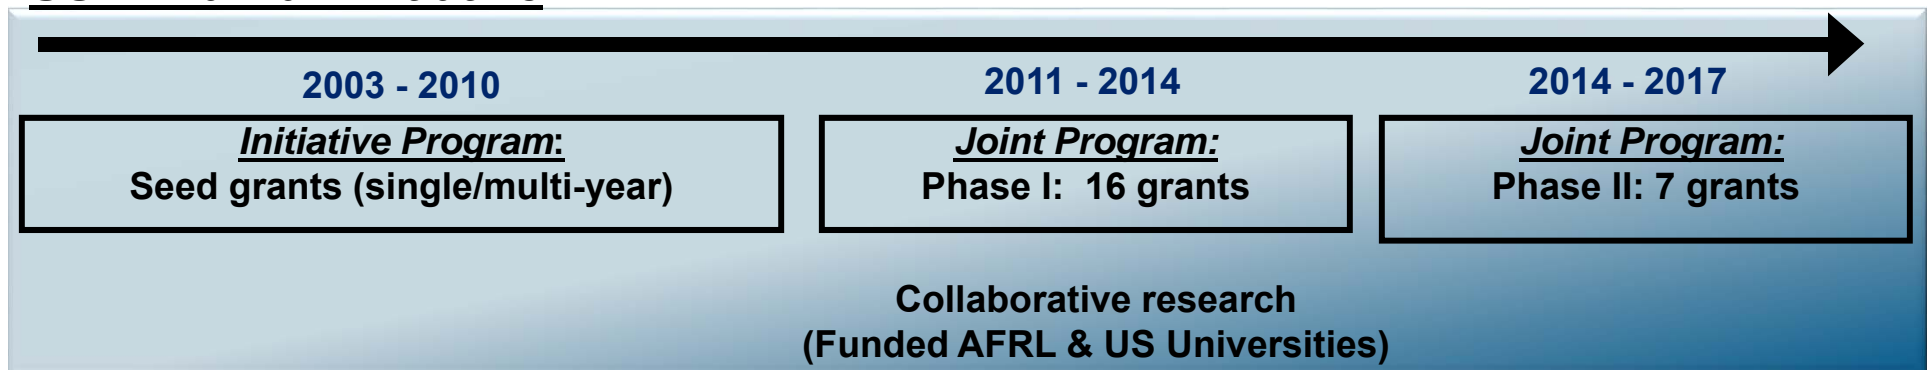 2003 - 2010
2011 - 2014
2014 - 2017
Initiative Program:
Seed grants (single/multi-year)
Joint Program:
Phase I: 16 grants
Joint Program:
Phase II: 7 grants
Collaborative research
(Funded AFRL & US Universities)